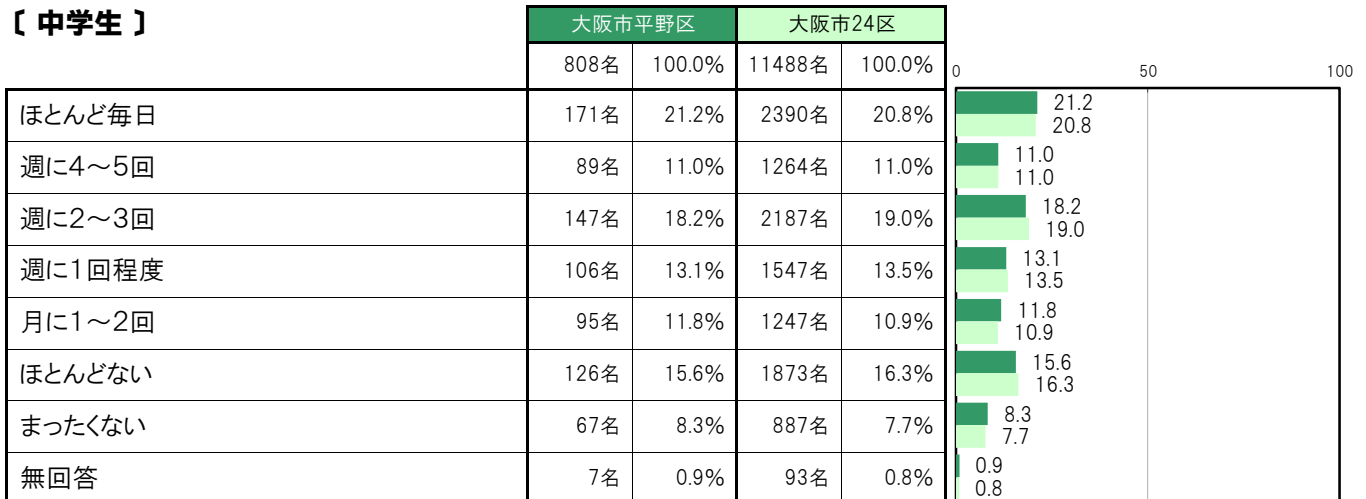 〔 中学生 〕
大阪市平野区 大阪市24区
808名 100.0% 11488名 100.0%
0 50 100
ほとんど毎日 171名 21.2% 2390名 20.8% 21.2
20.8
週に4〜5回 89名 11.0% 1264名 11.0% 11.0
11.0
週に2〜3回 147名 18.2% 2187名 19.0% 18.2
19.0
週に1回程度 106名 13.1% 1547名 13.5% 13.1
13.5
月に1〜2回 95名 11.8% 1247名 10.9% 11.8
10.9
ほとんどない 126名 15.6% 1873名 16.3% 15.6
16.3
まったくない 67名 8.3% 887名 7.7% 8.3
7.7
無回答 7名 0.9% 93名 0.8% 0.9
0.8